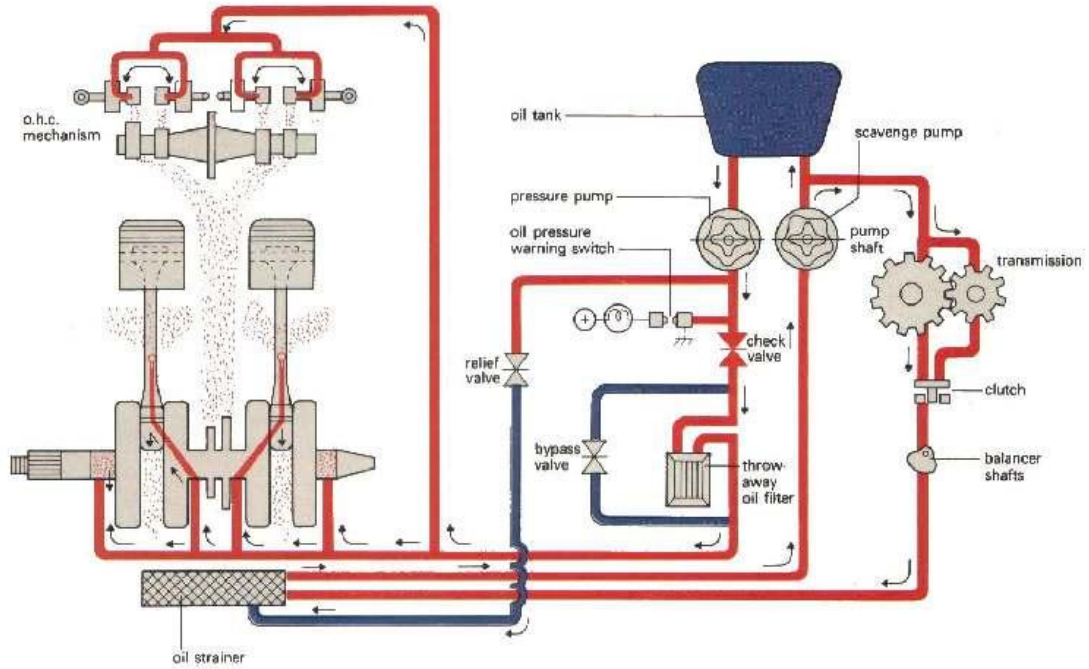 o.h.c.
mechanism
oil tank
scavenge pump
pressure pump
oil pressure
warning switch
pump
shaft
transmission
relief
valve
check
valve
clutch
bypass
valve
throw-
away
oil filter
balancer
shafts
oil strainer